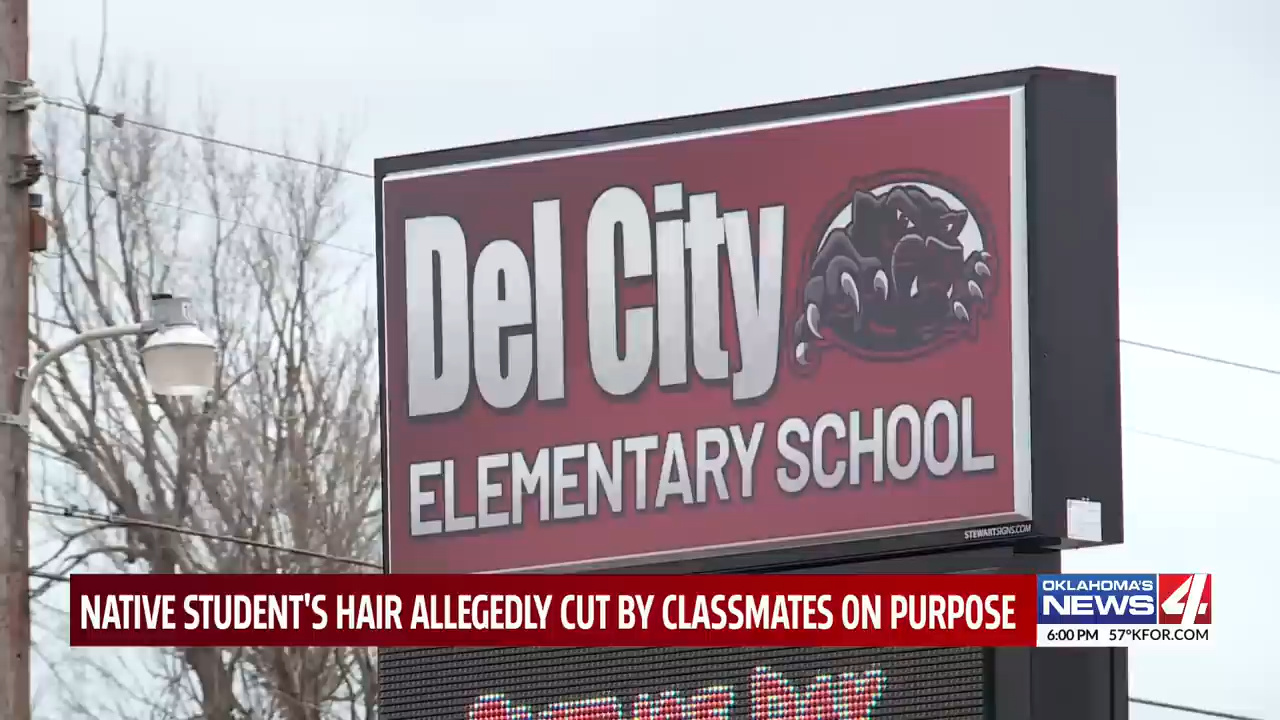 Del City
ELEMENTARY SCHOOL
STEWARTSIGNS.COM
NATIVE STUDENT'S HAIR ALLEGEDLY CUT BY CLASSMATES ON PURPOSE
OKLAHOMA'S
NEWS 4
6:00 PM 57° KFOR.COM